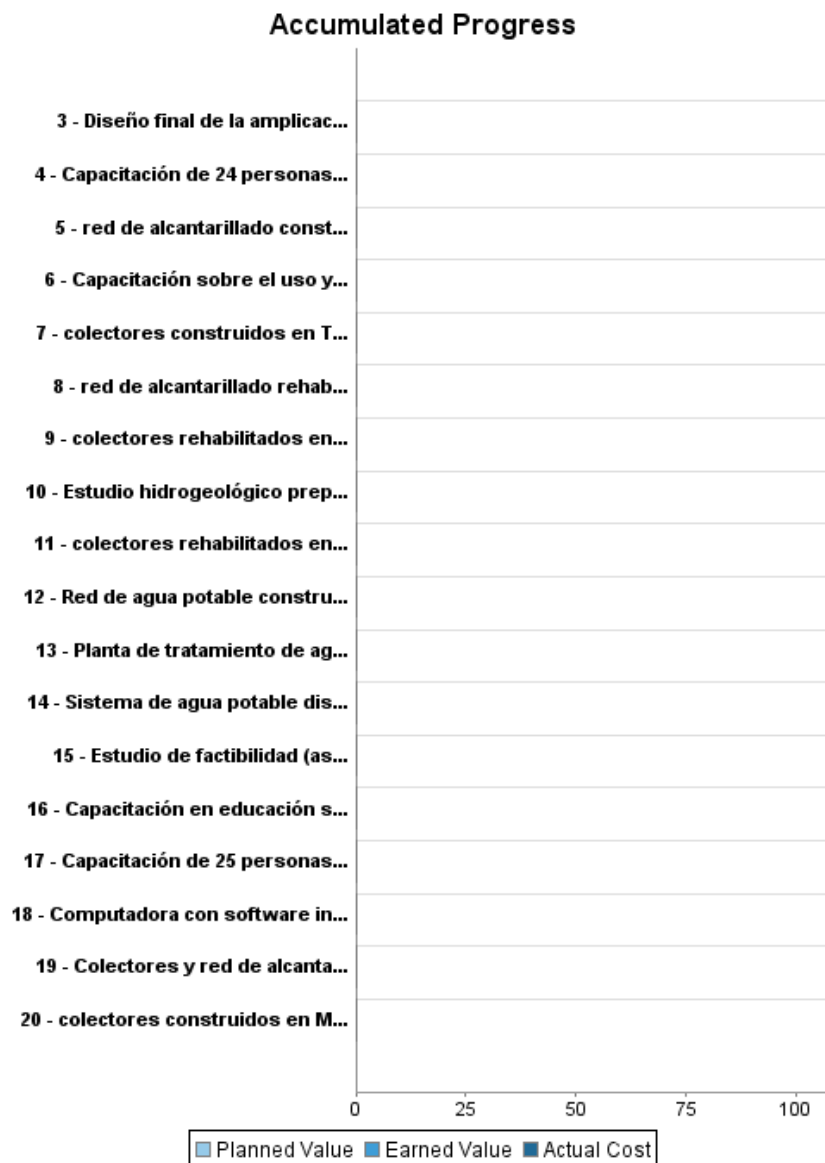 Accumulated Progress
3 - Diseño final de la amplicac...
4 - Capacitación de 24 personas...
5 - red de alcantarillado const...
6 - Capacitación sobre el uso y...
7 - colectores construidos en T...
8 - red de alcantarillado rehab...
9 - colectores rehabilitados en...
10 - Estudio hidrogeológico prep...
11 - colectores rehabilitados en...
12 - Red de agua potable constru...
13 - Planta de tratamiento de ag...
14 - Sistema de agua potable dis...
15 - Estudio de factibilidad (as...
16 - Capacitación en educación s...
17 - Capacitación de 25 personas...
18 - Computadora con software in...
19 - Colectores y red de alcanta...
20 - colectores construidos en M...
0 25 50 75 100
Planned Value Earned Value Actual Cost